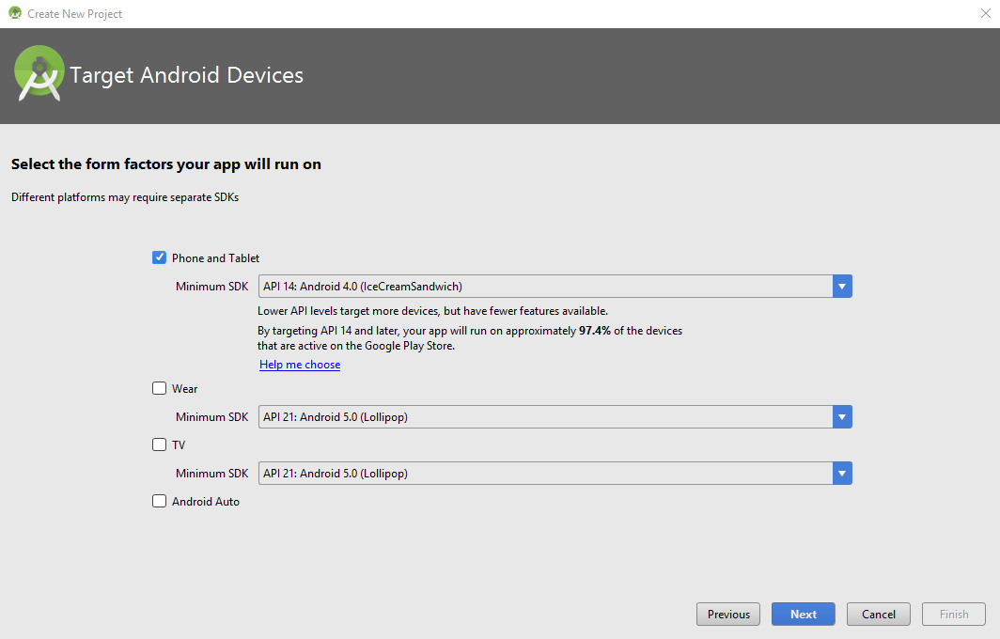 Create New Project
Target Android Devices
Select the form factors your app will run on
Different platforms may require separate SDKs
Phone and Tablet
Minimum SDK API 14: Android 4.0 (IceCreamSandwich)
Lower API levels target more devices, but have fewer features available.
By targeting API 14 and later, your app will run on approximately 97.4% of the devices
that are active on the Google Play Store.
Help me choose
Wear
Minimum SDK API 21: Android 5.0 (Lollipop)
TV
Minimum SDK API 21: Android 5.0 (Lollipop)
Android Auto
Previous Next Cancel Finish